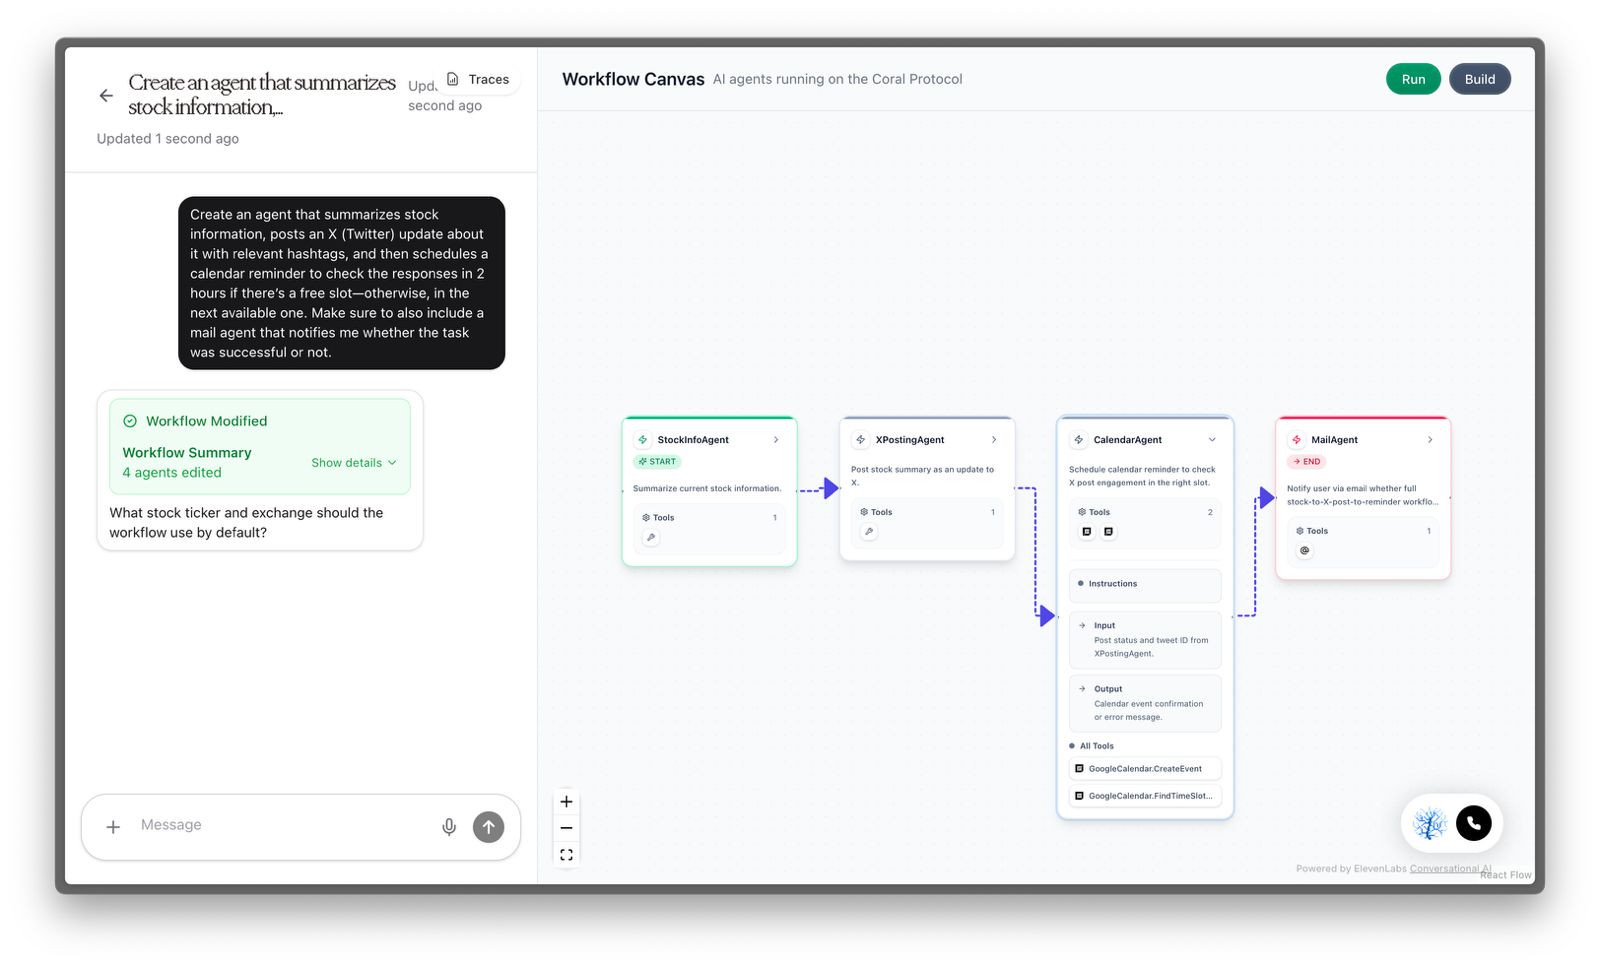 Create an agent that summarizes
stock information,...
Upd
second ago
Traces
Updated 1 second ago
Create an agent that summarizes stock
information, posts an X (Twitter) update about
it with relevant hashtags, and then schedules a
calendar reminder to check the responses in 2
hours if there's a free slot—otherwise, in the
next available one. Make sure to also include a
mail agent that notifies me whether the task
was successful or not.
Workflow Modified
Workflow Summary
4 agents edited
Show details
What stock ticker and exchange should the
workflow use by default?
Message
Workflow Canvas AI agents running on the Coral Protocol
Run
Build
StockInfoAgent
START
Summarize current stock information.
Tools 1
XPostingAgent
Post stock summary as an update to
X.
Tools 1
CalendarAgent
Schedule calendar reminder to check
X post engagement in the right slot.
Tools 2
Instructions
Input
Post status and tweet ID from
XPostingAgent.
Output
Calendar event confirmation
or error message.
All Tools
GoogleCalendar.CreateEvent
GoogleCalendar.FindTimeSlot...
MailAgent
END
Notify user via email whether full
stock-to-X-post-to-reminder workflo...
Tools 1
Powered by ElevenLabs Conversational AI
React Flow